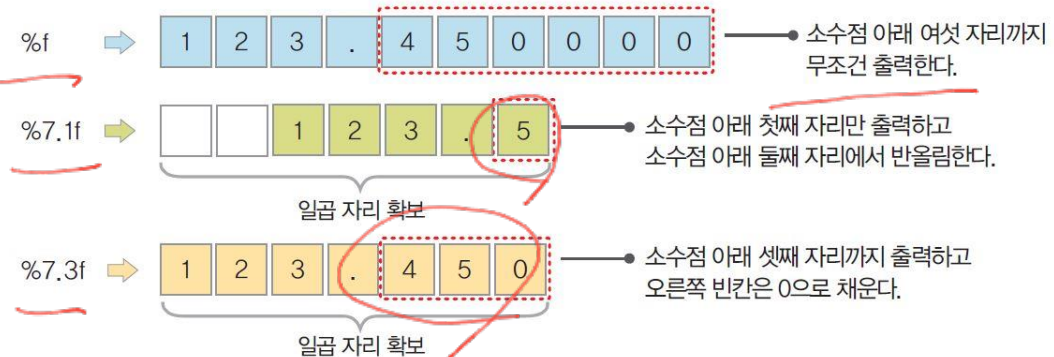 %f 1 2 3 . 4 5 0 0 0 0 소수점 아래 여섯 자리까지
무조건 출력한다.
%7.1f 1 2 3 . 5 소수점 아래 첫째 자리만 출력하고
소수점 아래 둘째 자리에서 반올림한다.
일곱 자리 확보
%7.3f 1 2 3 . 4 5 0 소수점 아래 셋째 자리까지 출력하고
오른쪽 빈칸은 0으로 채운다.
일곱 자리 확보